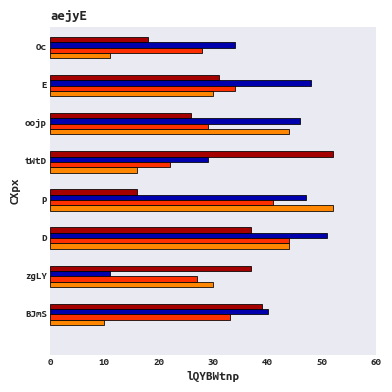 aejyE
Oc
E
oojp
tWtD
p
D
zgLY
BJmS
CXpx
0 10 20 30 40 50 60
lQYBWtnp